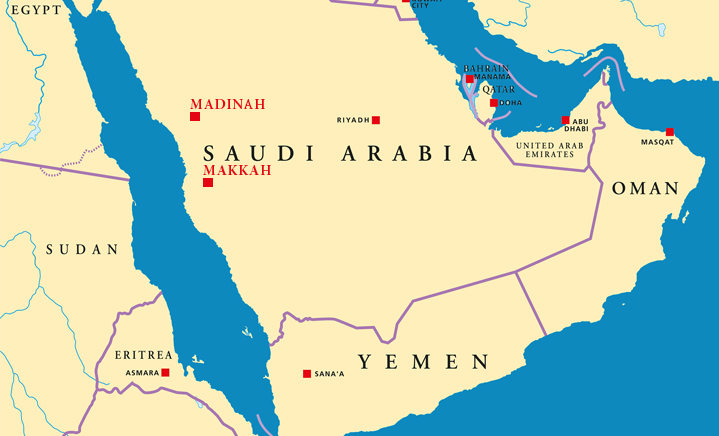 EGYPT
CITY
BAHRAIN
MANAMA
QATAR
DOHA
MADINAH
RIYADH
ABU
DHABI
MASQAT
UNITED ARAB
EMIRATES
SAUDI ARABIA
MAKKAH
OMAN
SUDAN
ERITREA
ASMARA
SANA'A
YEMEN